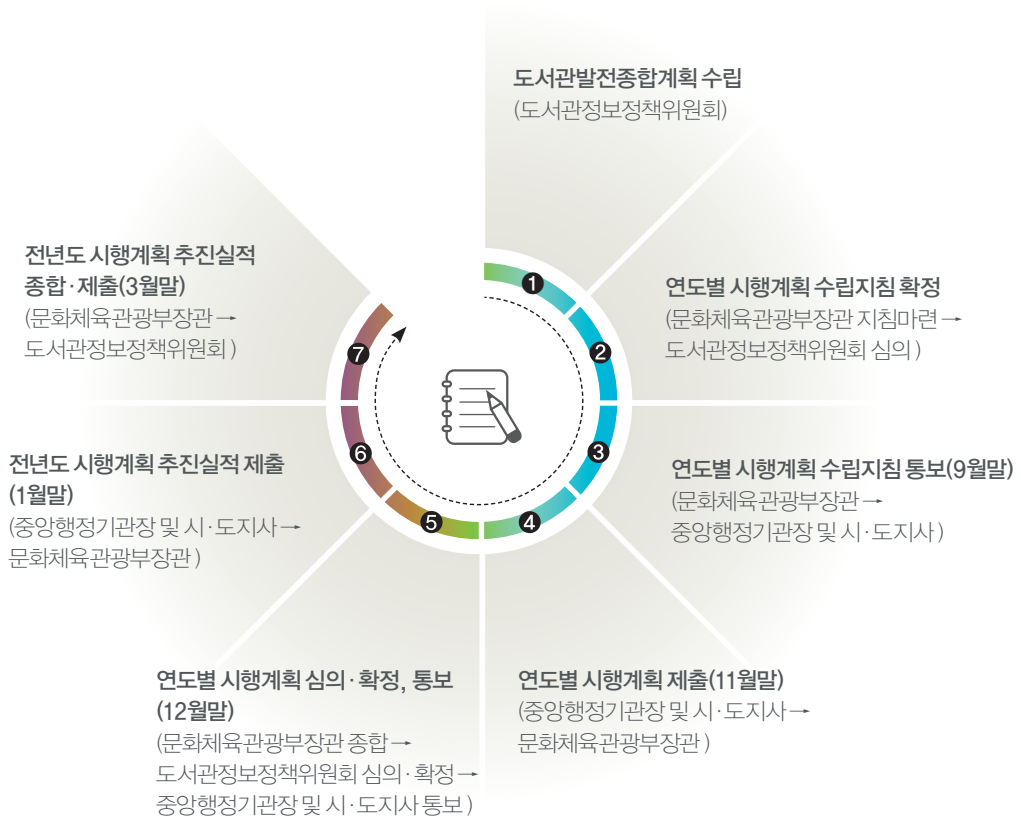 도서관발전종합계획 수립
(도서관정보정책위원회)
1
연도별 시행계획 수립지침 확정
(문화체육관광부장관 지침마련→
도서관정보정책위원회 심의)
2
연도별 시행계획 수립지침 통보(9월말)
(문화체육관광부장관→
중앙행정기관장 및 시·도지사)
3
연도별 시행계획 제출(11월말)
(중앙행정기관장 및 시·도지사→
문화체육관광부장관)
4
연도별 시행계획 심의·확정, 통보
(12월말)
(문화체육관광부장관 종합→
도서관정보정책위원회 심의·확정→
중앙행정기관장 및 시·도지사 통보)
5
전년도 시행계획 추진실적 제출
(1월말)
(중앙행정기관장 및 시·도지사→
문화체육관광부장관)
6
전년도 시행계획 추진실적
종합·제출(3월말)
(문화체육관광부장관→
도서관정보정책위원회)
7